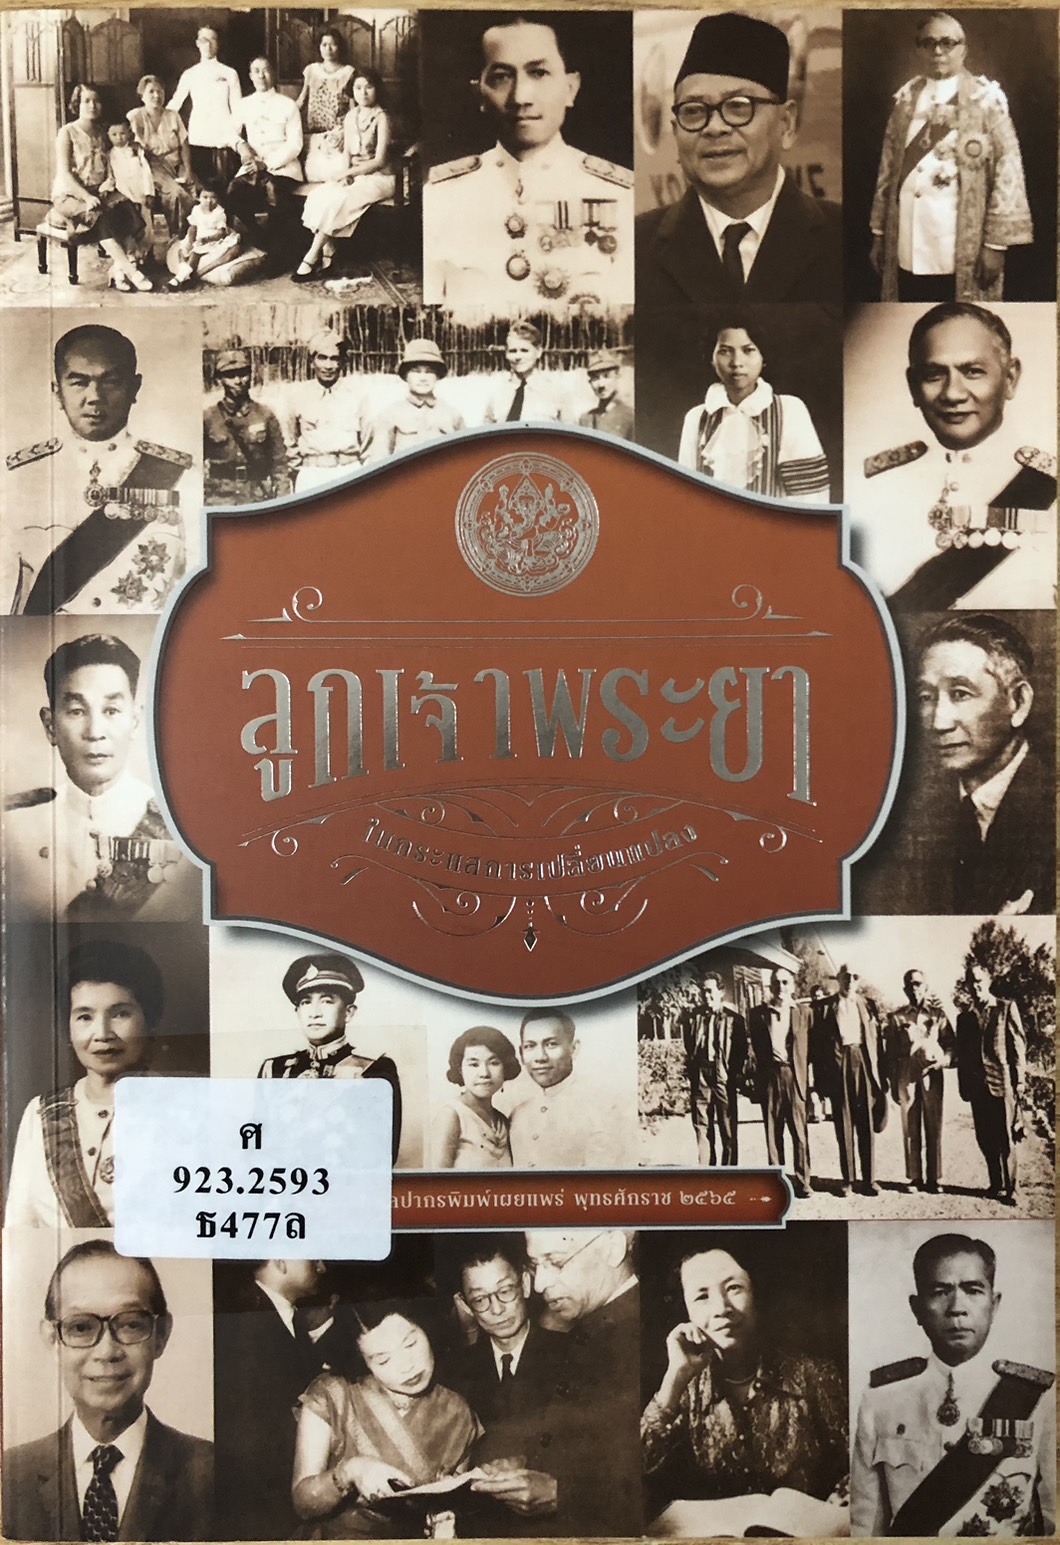 ลูกเจ้าพระยา
ในกระแสการเปลี่ยนแปลง
ศ
923.2593
ธ477ล
ลปากรพิมพ์เผยแพร่ พุทธศักราช ๒๕๖๕